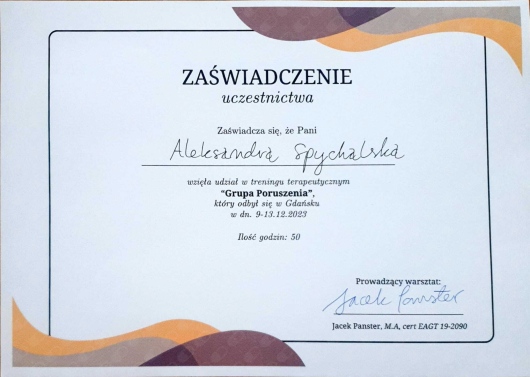 ZAŚWIADCZENIE
uczestnictwa
Zaświadcza się, że Pani
Aleksandra Spychalska
wzięła udział w treningu terapeutycznym
"Grupa Poruszenia",
który odbył się w Gdańsku
w dn. 9-13.12.2023
Ilość godzin: 50
Prowadzący warsztat:
Jacek Panster
Jacek Panster, M.A, cert EAGT 19-2090